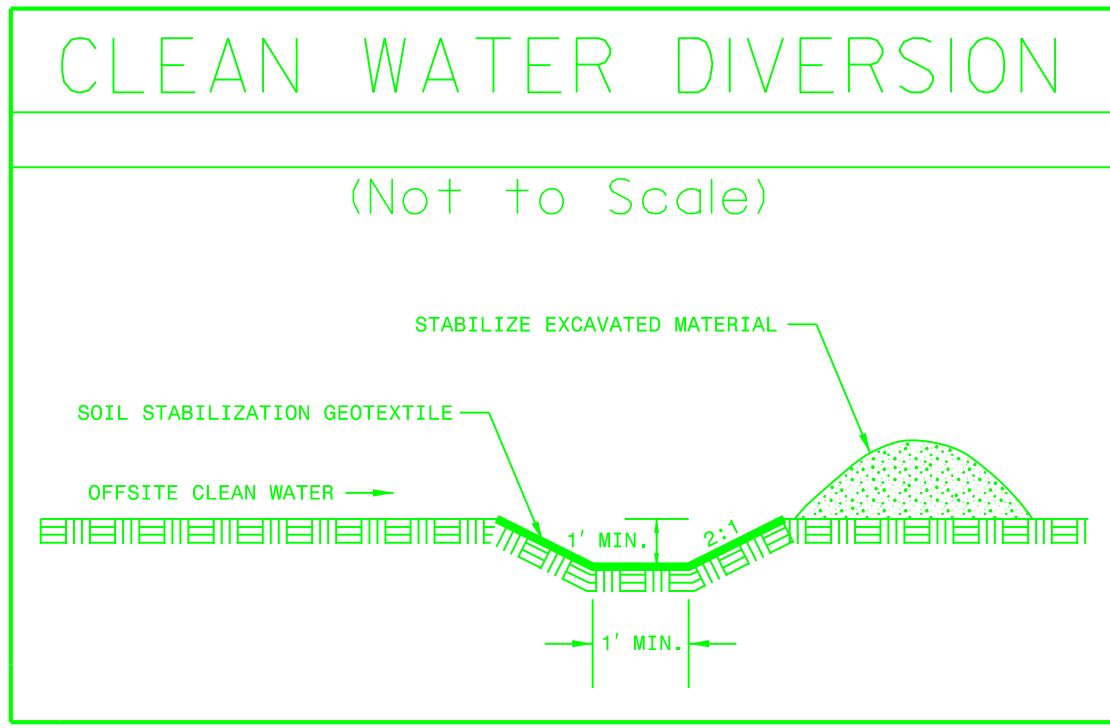 CLEAN WATER DIVERSION
(Not to Scale)
STABILIZE EXCAVATED MATERIAL
SOIL STABILIZATION GEOTEXTILE
OFFSITE CLEAN WATER
1' MIN.
2:1
1' MIN.